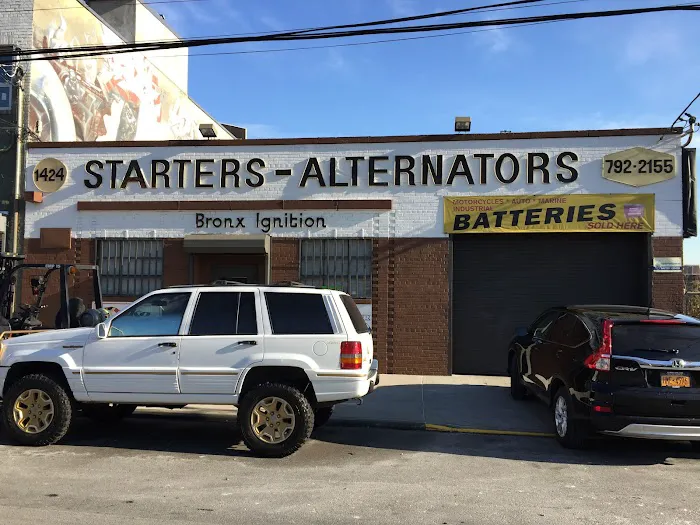 1424
STARTERS - ALTERNATORS
792-2155
Bronx Ignition
MOTORCYCLES * AUTO * MARINE
INDUSTRIAL
BATTERIES
SOLD HERE